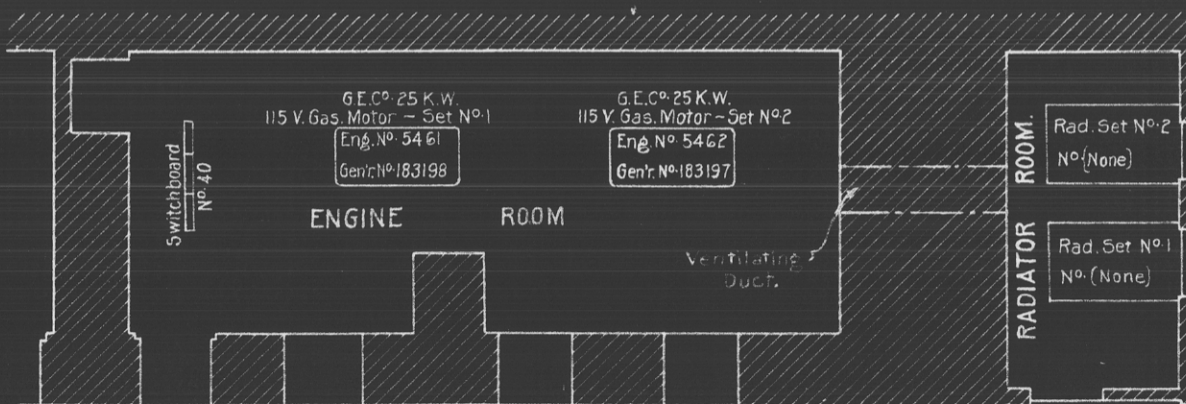 G.E.Cº. 25 K.W.
115 V. Gas. Motor – Set Nº.1
Eng. Nº. 5461
Gen'r. Nº.183198
G.E.Cº. 25 K.W.
115 V. Gas. Motor – Set Nº.2
Eng. Nº. 5462
Gen'r. Nº.183197
Switchboard
Nº. 40
ENGINE ROOM
Ventilating
Duct.
RADIATOR ROOM.
Rad. Set Nº.2
Nº. (None)
Rad. Set Nº.1
Nº. (None)